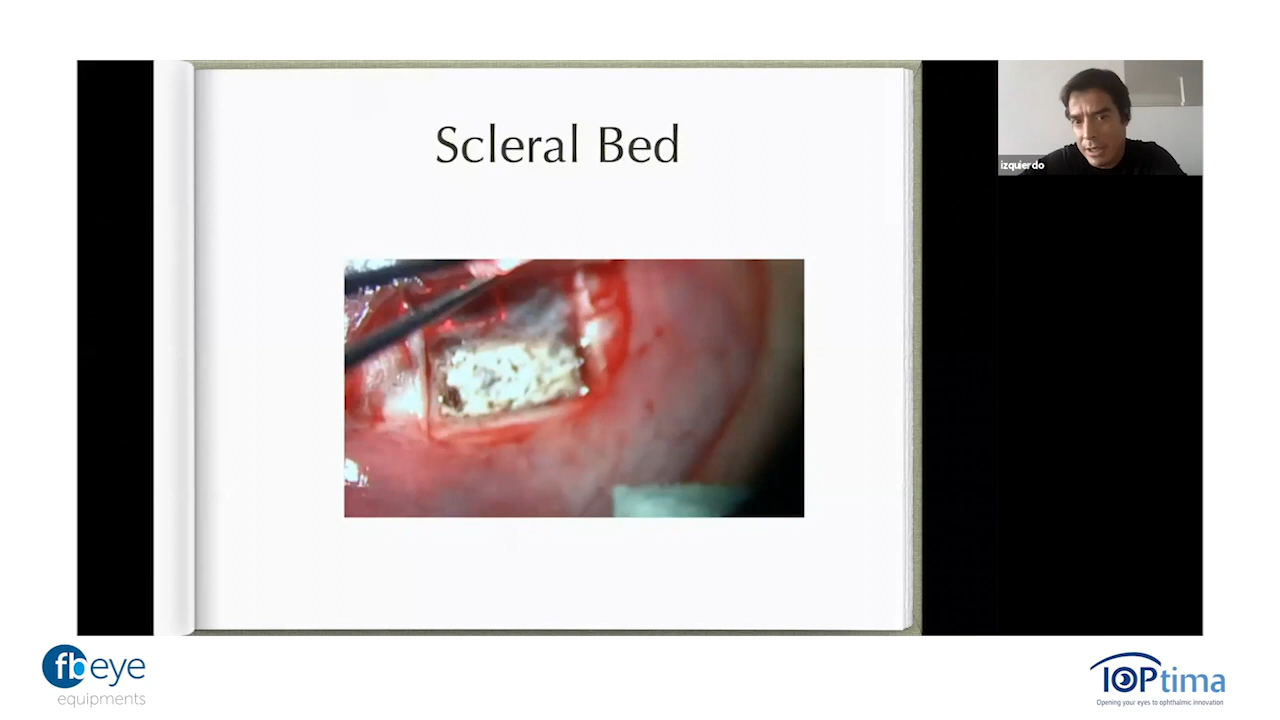 Scleral Bed
izquierdo
fbeye
equipments
IOPtima
Opening your eyes to ophthalmic innovation